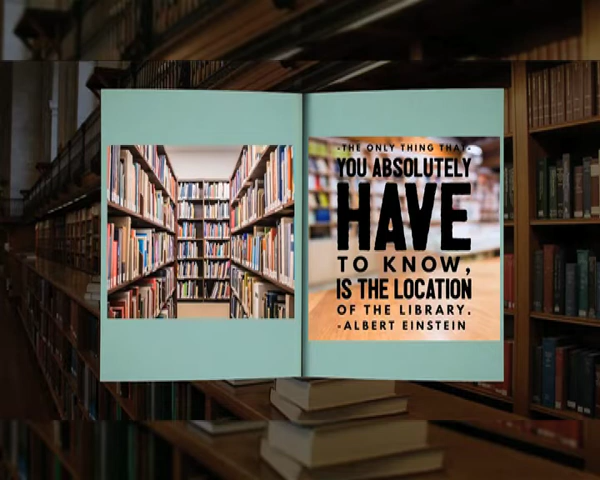 -THE ONLY THING THAT-
YOU ABSOLUTELY
HAVE
TO KNOW,
IS THE LOCATION
OF THE LIBRARY.
-ALBERT EINSTEIN